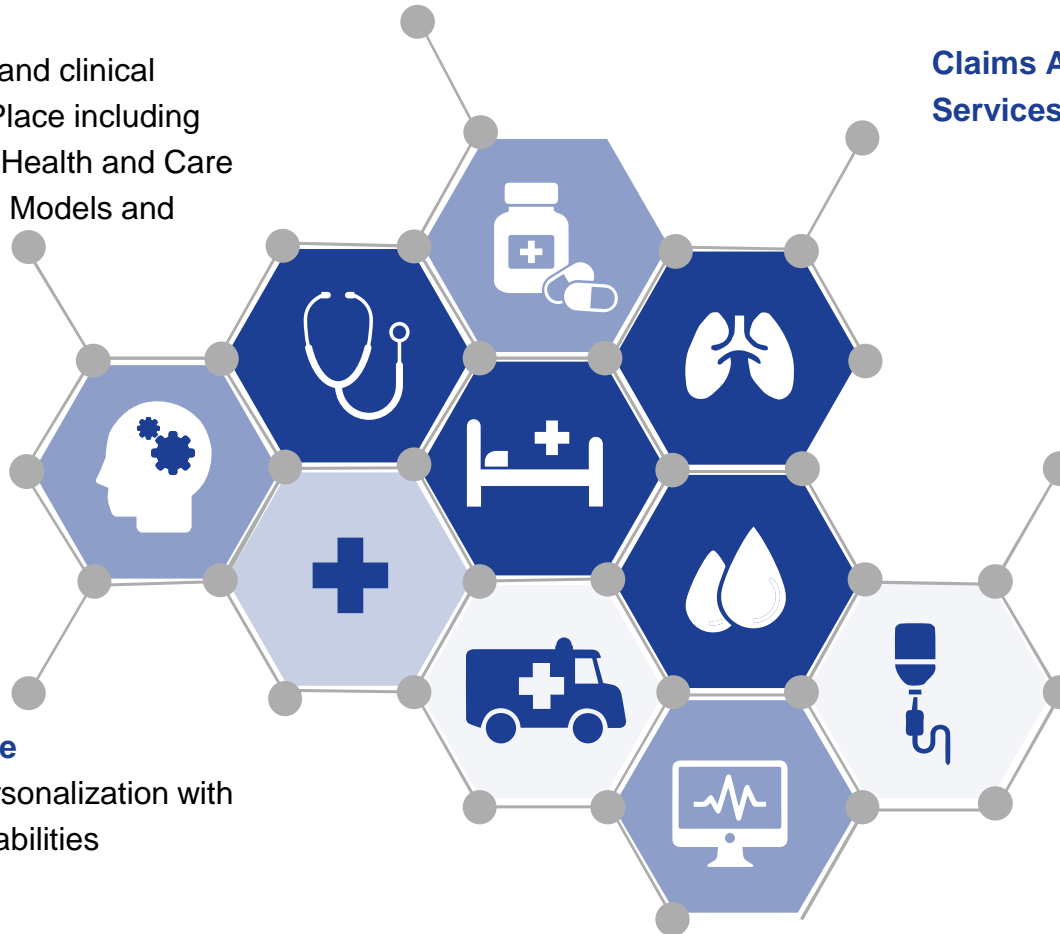 and clinical
Place including
Health and Care
Models and
Claims A
Services
e
rsonalization with
abilities